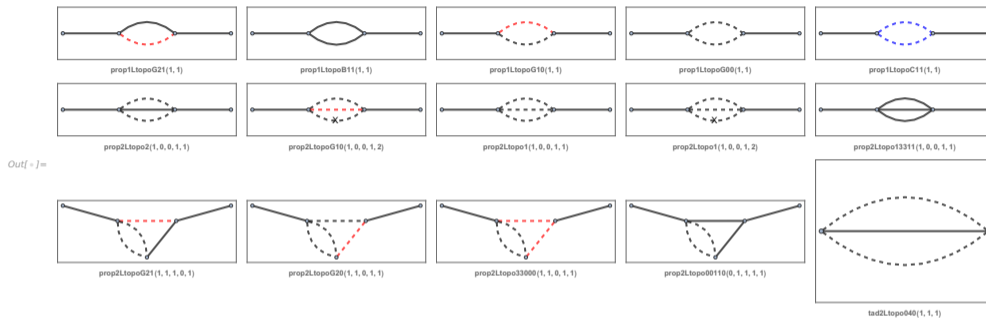 prop1LtopoG21(1, 1) prop1LtopoB11(1, 1) prop1LtopoG10(1, 1) prop1LtopoG00(1, 1) prop1LtopoC11(1, 1)
x x
prop2Ltopo2(1, 0, 0, 1, 1) prop2LtopoG10(1, 0, 0, 1, 2) prop2Ltopo1(1, 0, 0, 1, 1) prop2Ltopo1(1, 0, 0, 1, 2) prop2Ltopo13311(1, 0, 0, 1, 1)
Out[ ◦ ]=
prop2LtopoG21(1, 1, 1, 0, 1) prop2LtopoG20(1, 1, 0, 1, 1) prop2Ltopo33000(1, 1, 0, 1, 1) prop2Ltopo00110(0, 1, 1, 1, 1)
tad2Ltopo040(1, 1, 1)